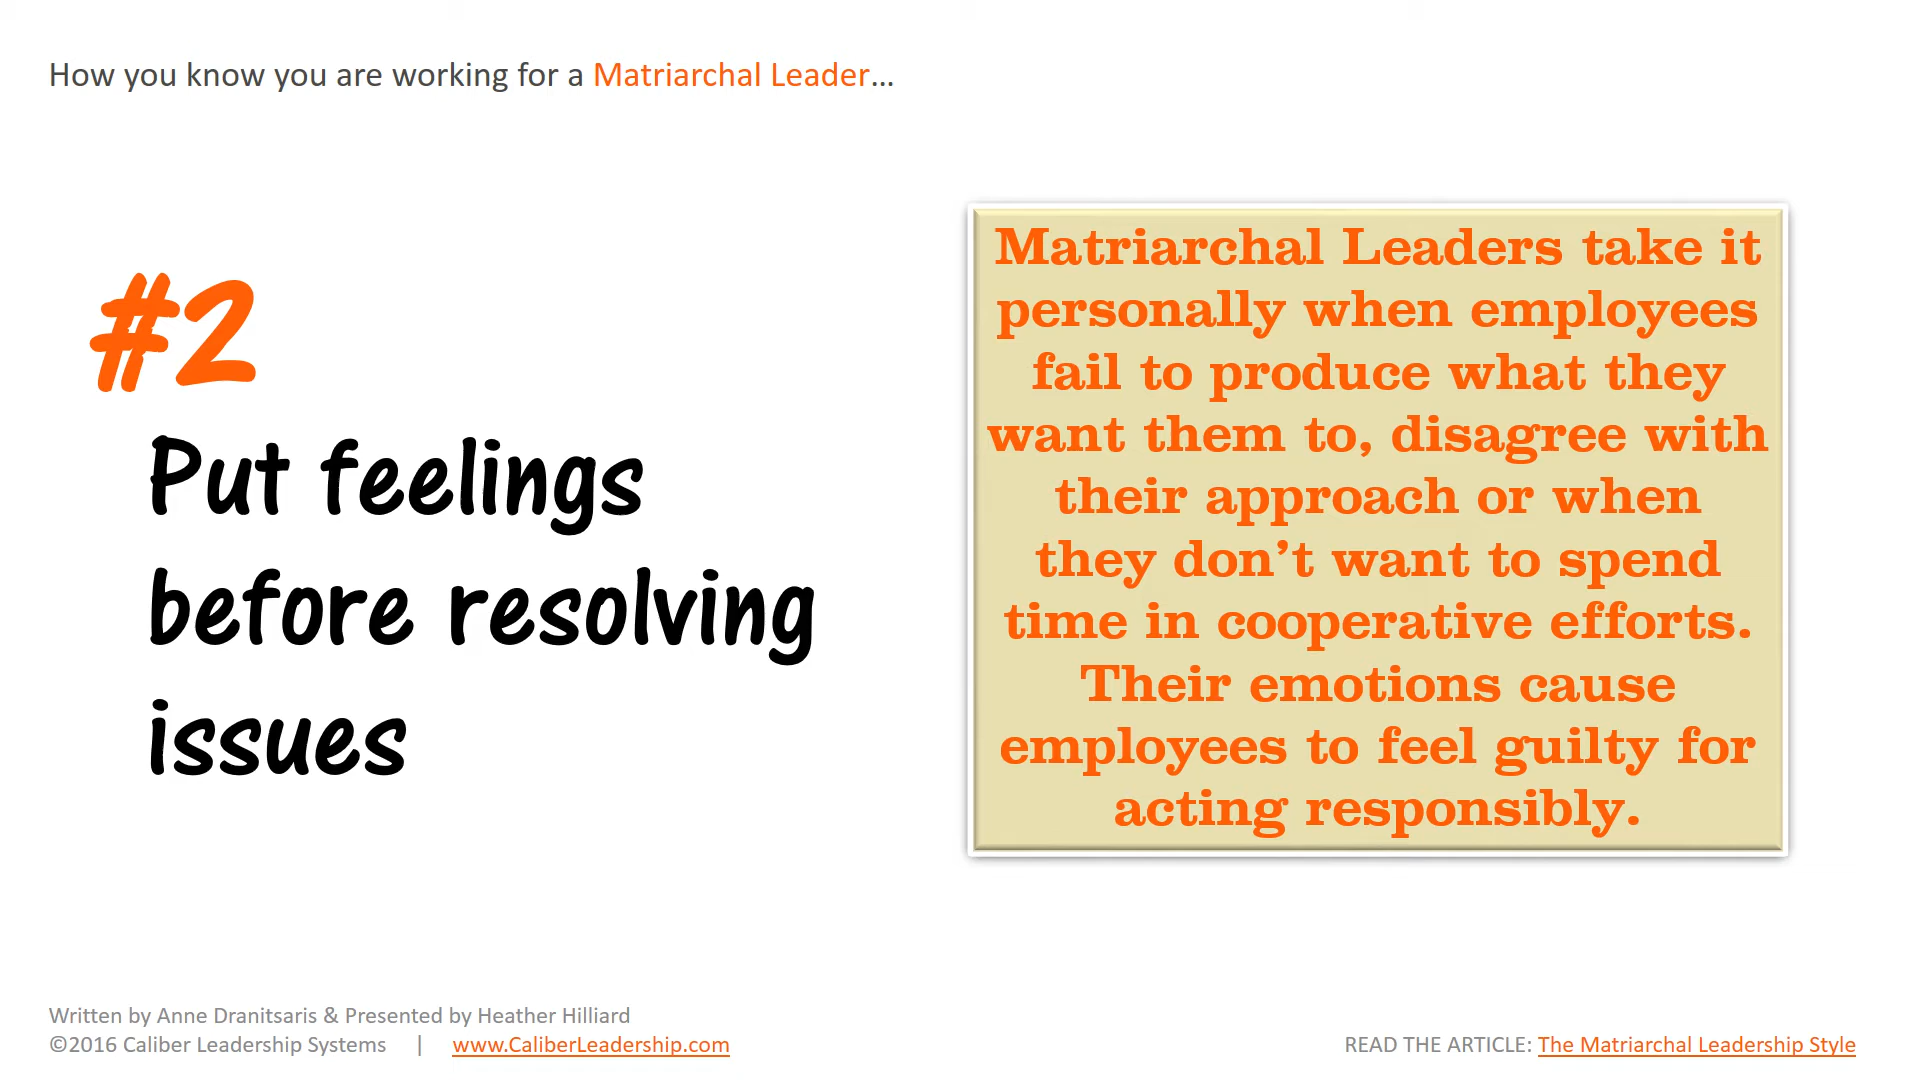 How you know you are working for a Matriarchal Leader...
#2
Put feelings
before resolving
issues
Matriarchal Leaders take it
personally when employees
fail to produce what they
want them to, disagree with
their approach or when
they don’t want to spend
time in cooperative efforts.
Their emotions cause
employees to feel guilty for
acting responsibly.
Written by Anne Dranitsaris & Presented by Heather Hilliard
©2016 Caliber Leadership Systems | www.CaliberLeadership.com
READ THE ARTICLE: The Matriarchal Leadership Style